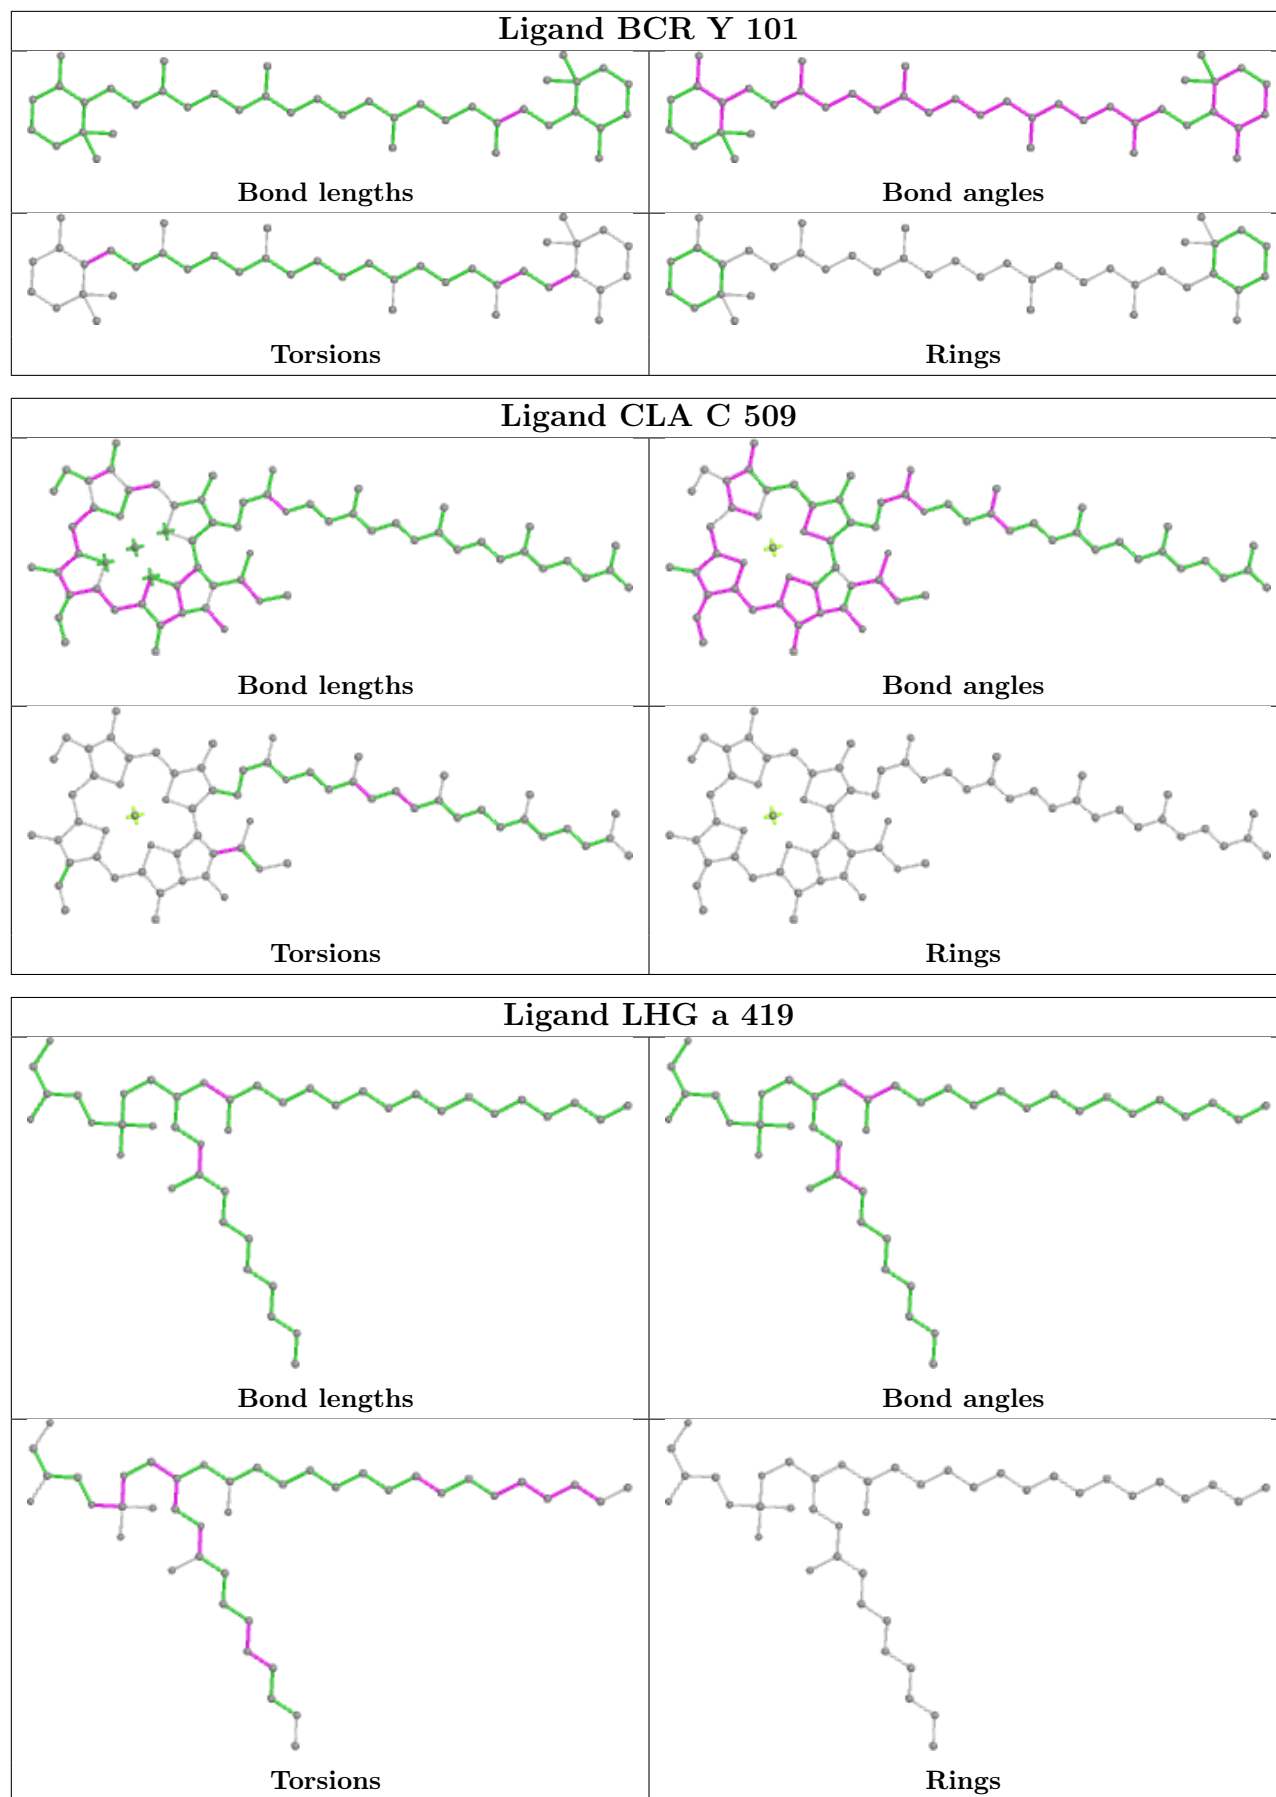 Ligand BCR Y 101
Bond lengths
Bond angles
Torsions
Rings
Ligand CLA C 509
Bond lengths
Bond angles
Torsions
Rings
Ligand LHG a 419
Bond lengths
Bond angles
Torsions
Rings